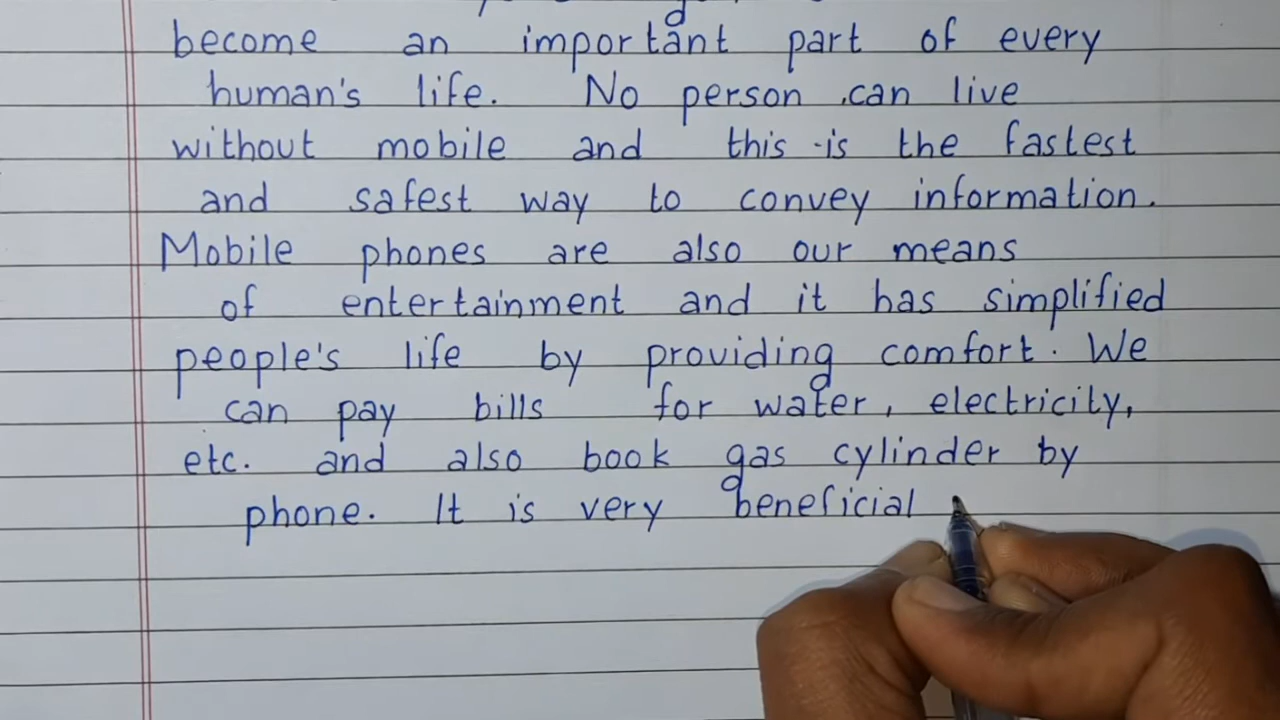 become an important part of every
human's life. No person can live
without mobile and this is the fastest
and safest way to convey information.
Mobile phones are also our means
of entertainment and it has simplified
people's life by providing comfort. We
can pay bills for water, electricity,
etc. and also book gas cylinder by
phone. It is very beneficial